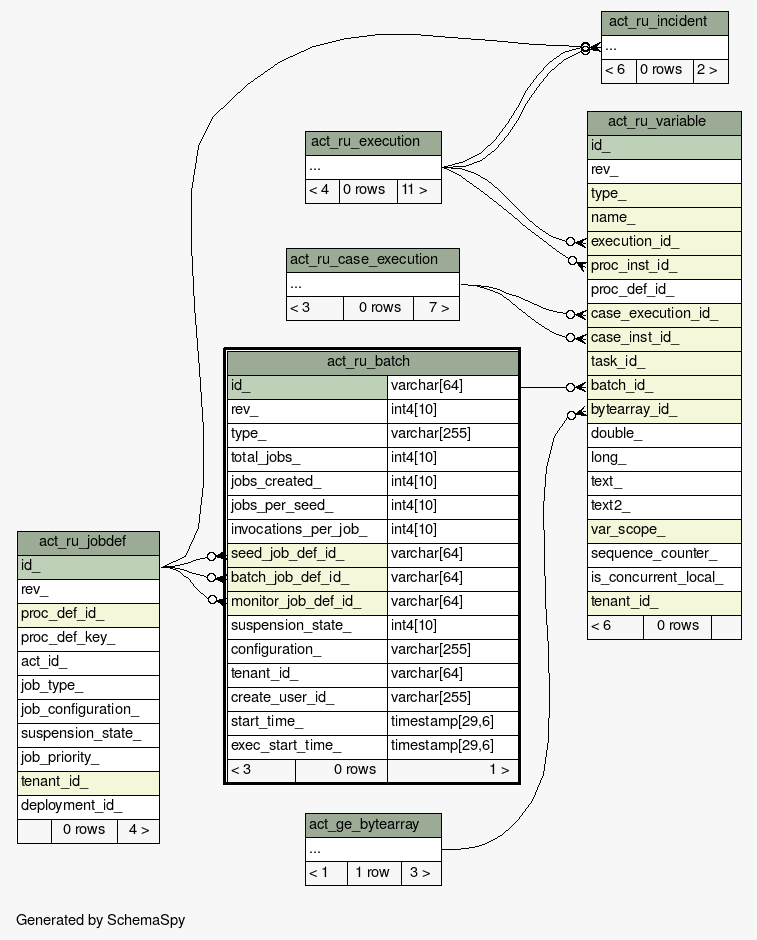 act_ru_incident
...
< 6 0 rows 2 >
act_ru_variable
id_
rev_
type_
name_
execution_id_
proc_inst_id_
proc_def_id_
case_execution_id_
case_inst_id_
task_id_
batch_id_
bytearray_id_
double_
long_
text_
text2_
var_scope_
sequence_counter_
is_concurrent_local_
tenant_id_
< 6 0 rows
act_ru_execution
...
< 4 0 rows 11 >
act_ru_case_execution
...
< 3 0 rows 7 >
act_ru_batch
id_ varchar[64]
rev_ int4[10]
type_ varchar[255]
total_jobs_ int4[10]
jobs_created_ int4[10]
jobs_per_seed_ int4[10]
invocations_per_job_ int4[10]
seed_job_def_id_ varchar[64]
batch_job_def_id_ varchar[64]
monitor_job_def_id_ varchar[64]
suspension_state_ int4[10]
configuration_ varchar[255]
tenant_id_ varchar[64]
create_user_id_ varchar[255]
start_time_ timestamp[29,6]
exec_start_time_ timestamp[29,6]
< 3 0 rows 1 >
act_ru_jobdef
id_
rev_
proc_def_id_
proc_def_key_
act_id_
job_type_
job_configuration_
suspension_state_
job_priority_
tenant_id_
deployment_id_
0 rows 4 >
act_ge_bytearray
...
< 1 1 row 3 >
Generated by SchemaSpy